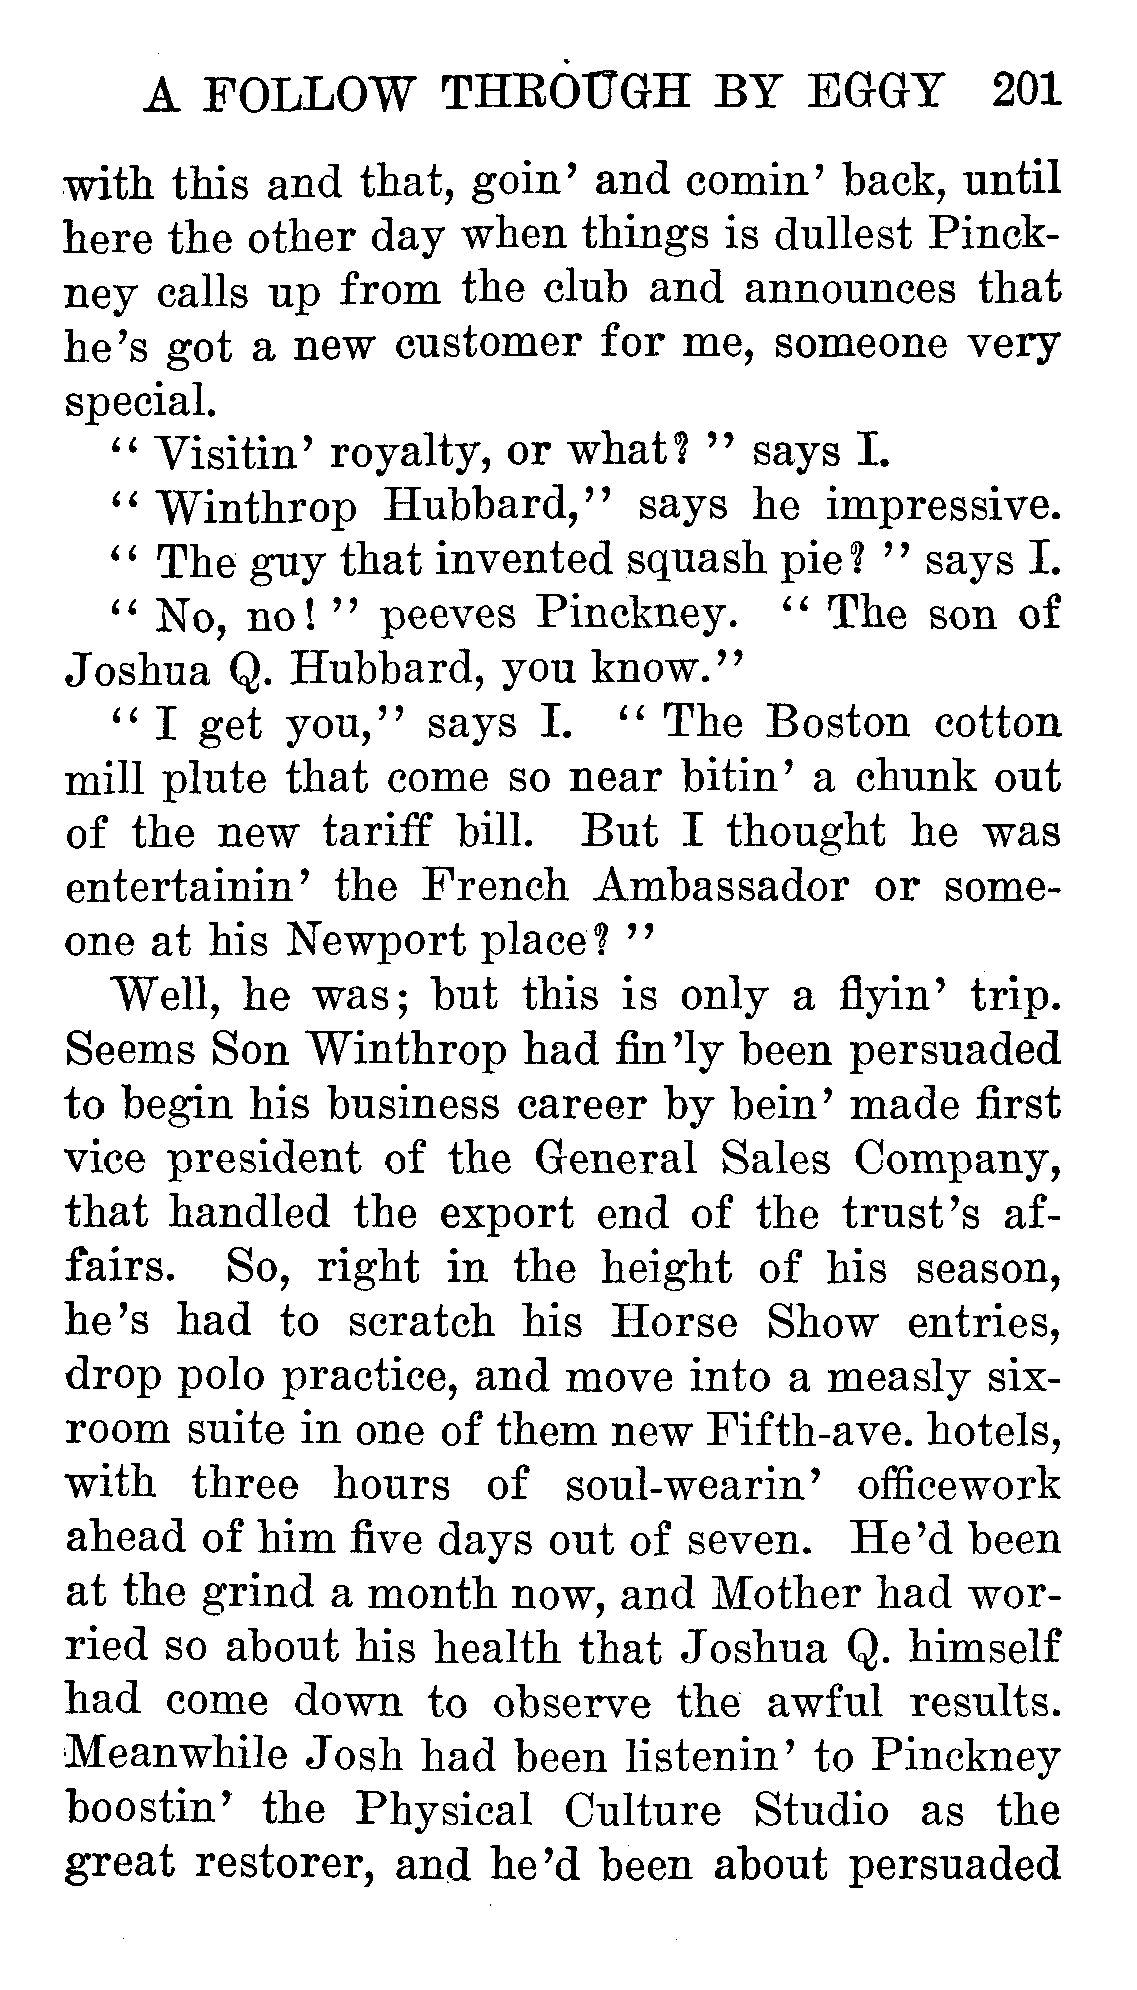 A FOLLOW THROUGH BY EGGY 201
with this and that, goin' and comin' back, until
here the other day when things is dullest Pinck-
ney calls up from the club and announces that
he's got a new customer for me, someone very
special.
"Visitin' royalty, or what?" says I.
"Winthrop Hubbard," says he impressive.
"The guy that invented squash pie?" says I.
"No, no!" peeves Pinckney. "The son of
Joshua Q. Hubbard, you know."
"I get you," says I. "The Boston cotton
mill plute that come so near bitin' a chunk out
of the new tariff bill. But I thought he was
entertainin' the French Ambassador or some-
one at his Newport place?"
Well, he was; but this is only a flyin' trip.
Seems Son Winthrop had fin'ly been persuaded
to begin his business career by bein' made first
vice president of the General Sales Company,
that handled the export end of the trust's af-
fairs. So, right in the height of his season,
he's had to scratch his Horse Show entries,
drop polo practice, and move into a measly six-
room suite in one of them new Fifth-ave. hotels,
with three hours of soul-wearin' officework
ahead of him five days out of seven. He'd been
at the grind a month now, and Mother had wor-
ried so about his health that Joshua Q. himself
had come down to observe the awful results.
Meanwhile Josh had been listenin' to Pinckney
boostin' the Physical Culture Studio as the
great restorer, and he'd been about persuaded